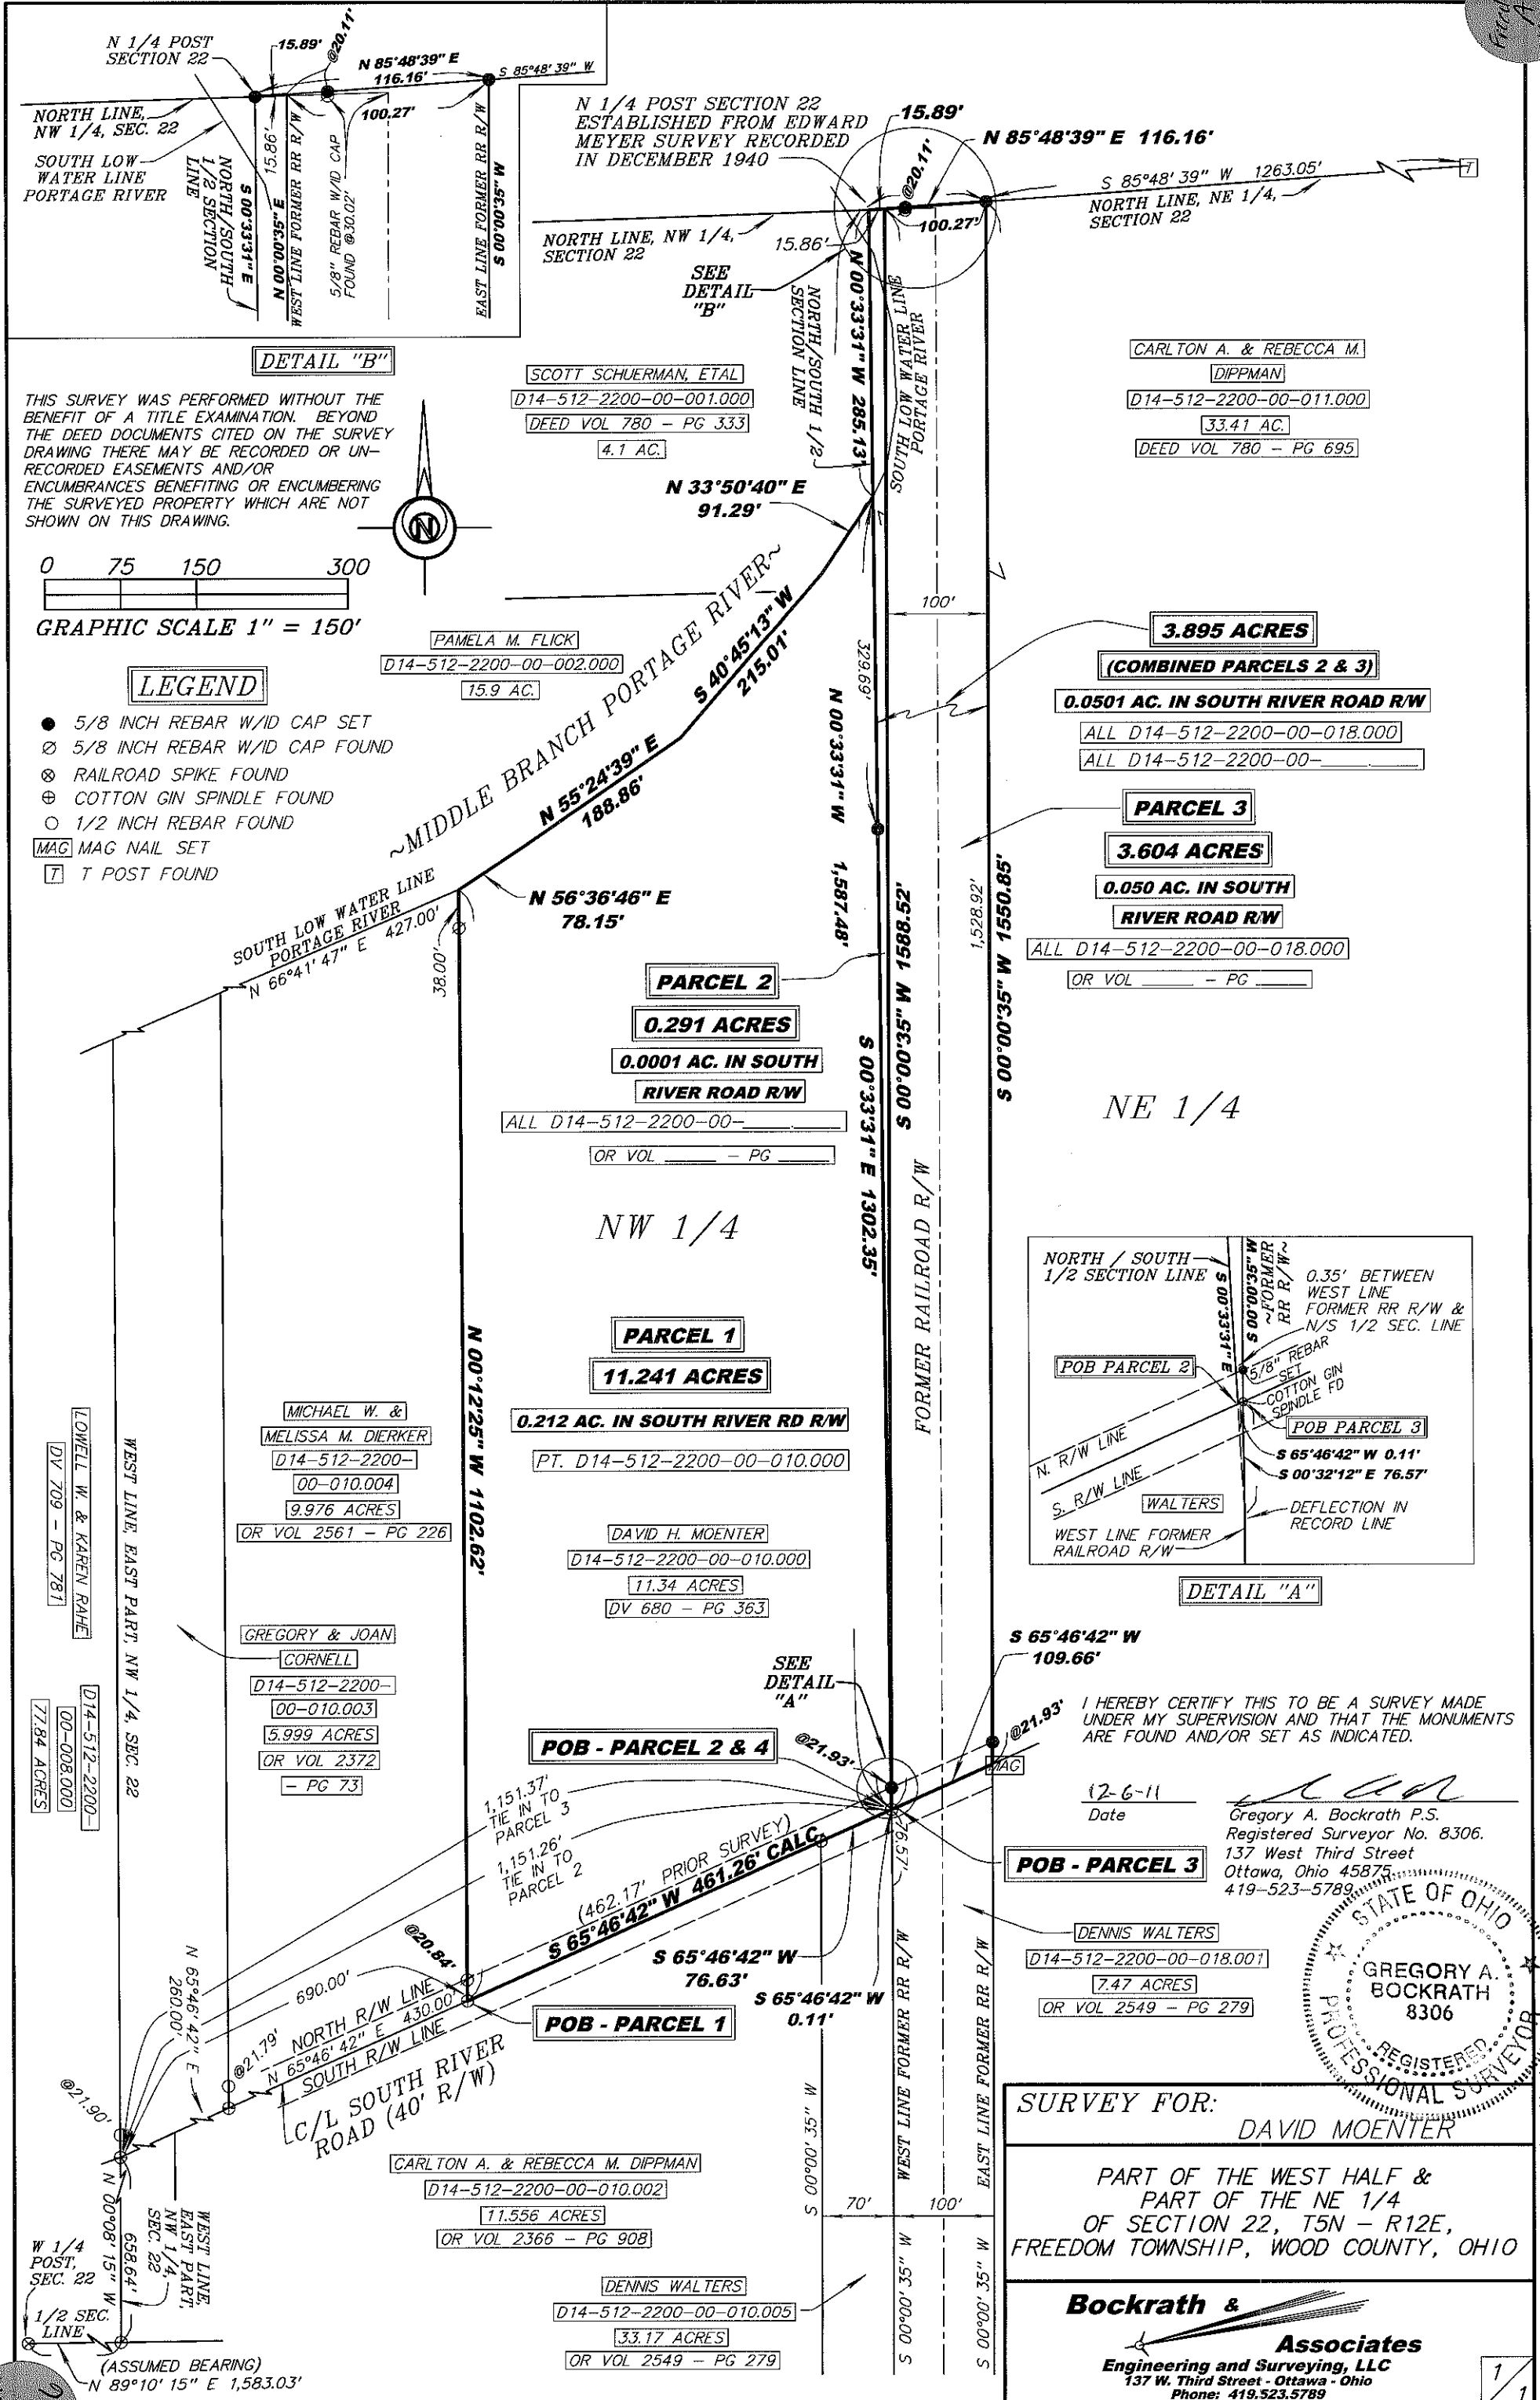 N 1/4 POST
SECTION 22
15.89'
@20.11'
N 85°48'39" E
116.16'
S 85°48' 39" W
NORTH LINE,
NW 1/4, SEC. 22
100.27'
SOUTH LOW
WATER LINE
PORTAGE RIVER
NORTH/SOUTH
1/2 SECTION
LINE
S 00°33'31" E
15.86'
N 00°00'35" E
WEST LINE FORMER RR R/W
5/8" REBAR W/ID CAP
FOUND @30.02'
EAST LINE FORMER RR R/W
S 00°00'35" W
DETAIL "B"
N 1/4 POST SECTION 22
ESTABLISHED FROM EDWARD
MEYER SURVEY RECORDED
IN DECEMBER 1940
15.89'
N 85°48'39" E 116.16'
@20.11'
S 85°48' 39" W 1263.05'
NORTH LINE, NE 1/4,
SECTION 22
T
NORTH LINE, NW 1/4,
SECTION 22
15.86'
100.27'
SEE
DETAIL
"B"
NORTH/SOUTH 1/2
SECTION LINE
N 00°33'31" W 285.13'
SOUTH LOW WATER LINE
PORTAGE RIVER
THIS SURVEY WAS PERFORMED WITHOUT THE
BENEFIT OF A TITLE EXAMINATION. BEYOND
THE DEED DOCUMENTS CITED ON THE SURVEY
DRAWING THERE MAY BE RECORDED OR UN-
RECORDED EASEMENTS AND/OR
ENCUMBRANCES BENEFITING OR ENCUMBERING
THE SURVEYED PROPERTY WHICH ARE NOT
SHOWN ON THIS DRAWING.
N
0 75 150 300
GRAPHIC SCALE 1" = 150'
LEGEND
5/8 INCH REBAR W/ID CAP SET
5/8 INCH REBAR W/ID CAP FOUND
RAILROAD SPIKE FOUND
COTTON GIN SPINDLE FOUND
1/2 INCH REBAR FOUND
MAG MAG NAIL SET
T T POST FOUND
SCOTT SCHUERMAN, ETAL
D14-512-2200-00-001.000
DEED VOL 780 - PG 333
4.1 AC.
CARLTON A. & REBECCA M.
DIPPMAN
D14-512-2200-00-011.000
33.41 AC.
DEED VOL 780 - PG 695
N 33°50'40" E
91.29'
PAMELA M. FLICK
D14-512-2200-00-002.000
15.9 AC.
~MIDDLE BRANCH PORTAGE RIVER~
S 40°45'13" W
215.01'
N 55°24'39" E
188.86'
N 56°36'46" E
78.15'
SOUTH LOW WATER LINE
PORTAGE RIVER
N 66°41' 47" E 427.00'
38.00'
100'
329.69'
N 00°33'31" W 1,587.48'
S 00°00'35" W 1588.52'
1,528.92'
S 00°00'35" W 1550.85'
S 00°33'31" E 1302.35'
3.895 ACRES
(COMBINED PARCELS 2 & 3)
0.0501 AC. IN SOUTH RIVER ROAD R/W
ALL D14-512-2200-00-018.000
ALL D14-512-2200-00-____.____
PARCEL 3
3.604 ACRES
0.050 AC. IN SOUTH
RIVER ROAD R/W
ALL D14-512-2200-00-018.000
OR VOL ____ - PG ____
PARCEL 2
0.291 ACRES
0.0001 AC. IN SOUTH
RIVER ROAD R/W
ALL D14-512-2200-00-____.____
OR VOL ____ - PG ____
NW 1/4
NE 1/4
FORMER RAILROAD R/W
PARCEL 1
11.241 ACRES
0.212 AC. IN SOUTH RIVER RD R/W
PT. D14-512-2200-00-010.000
DAVID H. MOENTER
D14-512-2200-00-010.000
11.34 ACRES
DV 680 - PG 363
N 00°12'25" W 1102.62'
MICHAEL W. &
MELISSA M. DIERKER
D14-512-2200-
00-010.004
9.976 ACRES
OR VOL 2561 - PG 226
GREGORY & JOAN
CORNELL
D14-512-2200-
00-010.003
5.999 ACRES
OR VOL 2372
- PG 73
LOWELL W. & KAREN RAHE
DV 709 - PG 781
D14-512-2200-
00-008.000
77.84 ACRES
WEST LINE, EAST PART, NW 1/4, SEC. 22
NORTH / SOUTH
1/2 SECTION LINE
S 00°33'31" E
S 00°00'35" W
~FORMER
RR R/W~
0.35' BETWEEN
WEST LINE
FORMER RR R/W &
N/S 1/2 SEC. LINE
POB PARCEL 2
5/8" REBAR
SET
COTTON GIN
SPINDLE FD
POB PARCEL 3
N. R/W LINE
S. R/W LINE
S 65°46'42" W 0.11'
S 00°32'12" E 76.57'
WALTERS
WEST LINE FORMER
RAILROAD R/W
DEFLECTION IN
RECORD LINE
DETAIL "A"
SEE
DETAIL
"A"
S 65°46'42" W
109.66'
@21.93'
@21.93'
MAG
POB - PARCEL 2 & 4
POB - PARCEL 3
1,151.37'
TIE IN TO
PARCEL 3
1,151.26'
TIE IN TO
PARCEL 2
(462.17' PRIOR SURVEY)
S 65°46'42" W 461.26' CALC
76.57'
@20.84'
S 65°46'42" W
76.63'
S 65°46'42" W
0.11'
POB - PARCEL 1
690.00'
NORTH R/W LINE
N 65°46' 42" E 430.00'
SOUTH R/W LINE
C/L SOUTH RIVER
ROAD (40' R/W)
@21.79'
N 65°46' 42" E
260.00'
@21.90'
I HEREBY CERTIFY THIS TO BE A SURVEY MADE
UNDER MY SUPERVISION AND THAT THE MONUMENTS
ARE FOUND AND/OR SET AS INDICATED.
12-6-11
Date
Gregory A. Bockrath P.S.
Registered Surveyor No. 8306.
137 West Third Street
Ottawa, Ohio 45875
419-523-5789
STATE OF OHIO
GREGORY A.
BOCKRATH
8306
REGISTERED
PROFESSIONAL SURVEYOR
DENNIS WALTERS
D14-512-2200-00-018.001
7.47 ACRES
OR VOL 2549 - PG 279
WEST LINE FORMER RR R/W
EAST LINE FORMER RR R/W
S 00°00' 35" W
70'
100'
S 00°00' 35" W
S 00°00' 35" W
CARLTON A. & REBECCA M. DIPPMAN
D14-512-2200-00-010.002
11.556 ACRES
OR VOL 2366 - PG 908
DENNIS WALTERS
D14-512-2200-00-010.005
33.17 ACRES
OR VOL 2549 - PG 279
W 1/4
POST,
SEC. 22
1/2 SEC.
LINE
N 00°08' 15" W
658.64'
WEST LINE,
EAST PART,
NW 1/4,
SEC. 22
(ASSUMED BEARING)
N 89°10' 15" E 1,583.03'
SURVEY FOR:
DAVID MOENTER
PART OF THE WEST HALF &
PART OF THE NE 1/4
OF SECTION 22, T5N - R12E,
FREEDOM TOWNSHIP, WOOD COUNTY, OHIO
Bockrath &
Associates
Engineering and Surveying, LLC
137 W. Third Street - Ottawa - Ohio
Phone: 419.523.5789
1/1